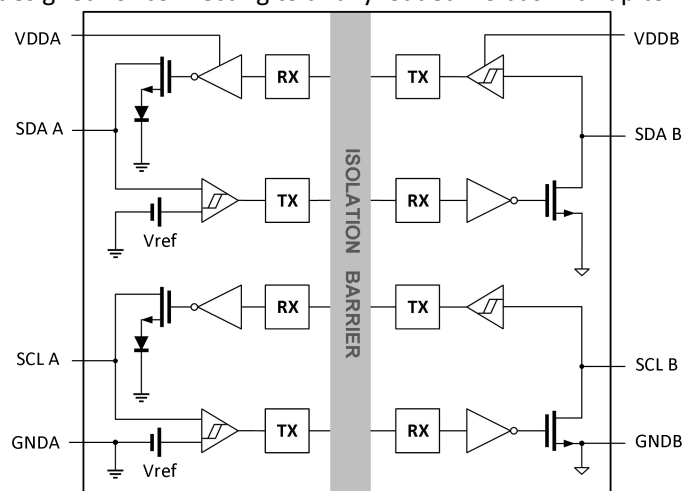 VDDA
VDDB
RX
TX
SDA A
SDA B
TX
RX
Vref
ISOLATION BARRIER
RX
TX
SCL A
SCL B
TX
RX
GNDA
GNDB
Vref